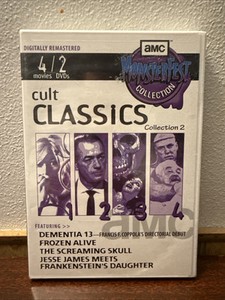 DIGITALLY REMASTERED
4/2
movies DVDs
amc
MONSTERFEST
COLLECTION
cult
CLASSICS
Collection 2
1 2 3 4
AMC
FEATURING >>
DEMENTIA 13—FRANCIS F. COPPOLA'S DIRECTORIAL DEBUT
FROZEN ALIVE
THE SCREAMING SKULL
JESSE JAMES MEETS
FRANKENSTEIN'S DAUGHTER